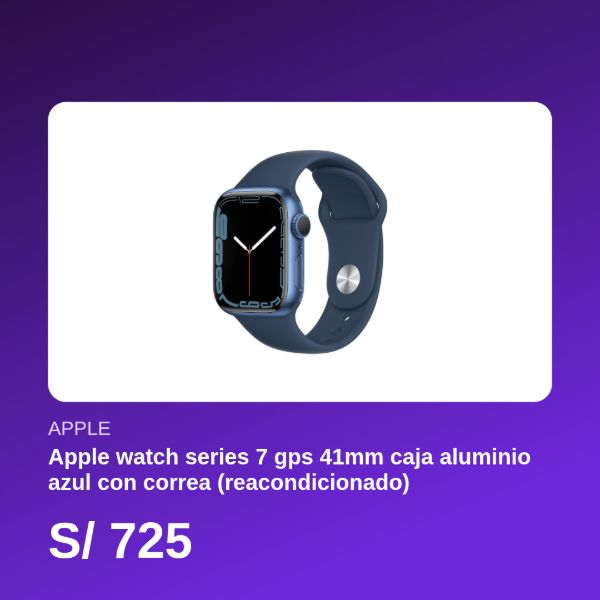 APPLE
Apple watch series 7 gps 41mm caja aluminio
azul con correa (reacondicionado)
S/ 725